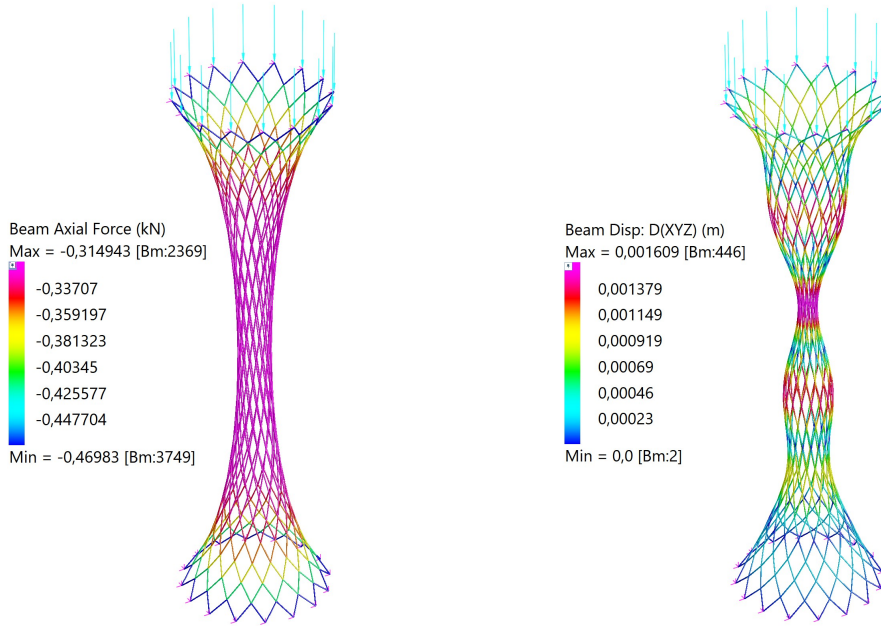 Beam Axial Force (kN)
Max = -0,314943 [Bm:2369]
-0,33707
-0,359197
-0,381323
-0,40345
-0,425577
-0,447704
Min = -0,46983 [Bm:3749]
Beam Disp: D(XYZ) (m)
Max = 0,001609 [Bm:446]
0,001379
0,001149
0,000919
0,00069
0,00046
0,00023
Min = 0,0 [Bm:2]